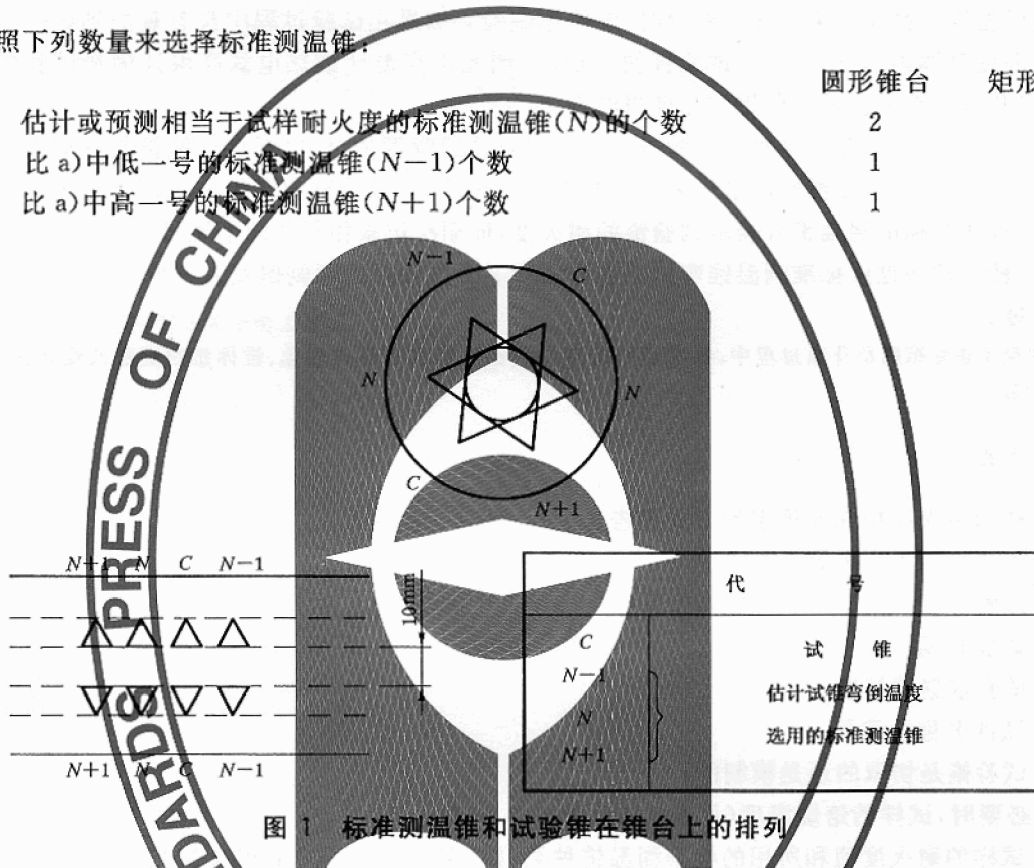 照下列数量来选择标准测温锥：
圆形锥台 矩形
估计或预测相当于试样耐火度的标准测温锥(N)的个数 2
比 a)中低一号的标准测温锥(N−1)个数 1
比 a)中高一号的标准测温锥(N+1)个数 1
N−1 C
N N
C N+1
N+1 N C N−1
10mm
N+1 N C N−1
代 号
C 试 锥
N−1 估计试锥弯倒温度
N 选用的标准测温锥
N+1
图 1 标准测温锥和试验锥在锥台上的排列
DARDS PRESS OF CHINA